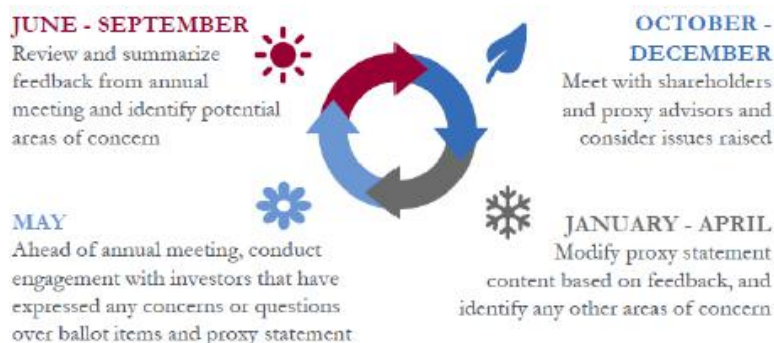 JUNE - SEPTEMBER
Review and summarize
feedback from annual
meeting and identify potential
areas of concern
OCTOBER -
DECEMBER
Meet with shareholders
and proxy advisors and
consider issues raised
MAY
Ahead of annual meeting, conduct
engagement with investors that have
expressed any concerns or questions
over ballot items and proxy statement
JANUARY - APRIL
Modify proxy statement
content based on feedback, and
identify any other areas of concern